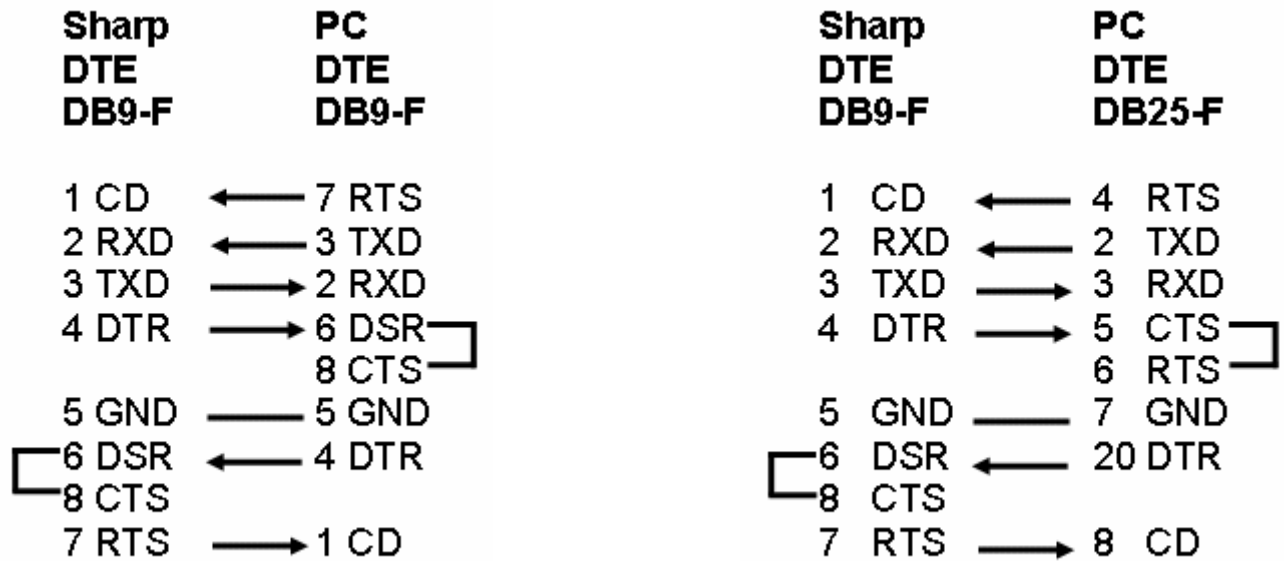 Sharp PC
DTE DTE
DB9-F DB9-F
1 CD 7 RTS
2 RXD 3 TXD
3 TXD 2 RXD
4 DTR 6 DSR
8 CTS
5 GND 5 GND
6 DSR 4 DTR
8 CTS
7 RTS 1 CD
Sharp PC
DTE DTE
DB9-F DB25-F
1 CD 4 RTS
2 RXD 2 TXD
3 TXD 3 RXD
4 DTR 5 CTS
6 RTS
5 GND 7 GND
6 DSR 20 DTR
8 CTS
7 RTS 8 CD